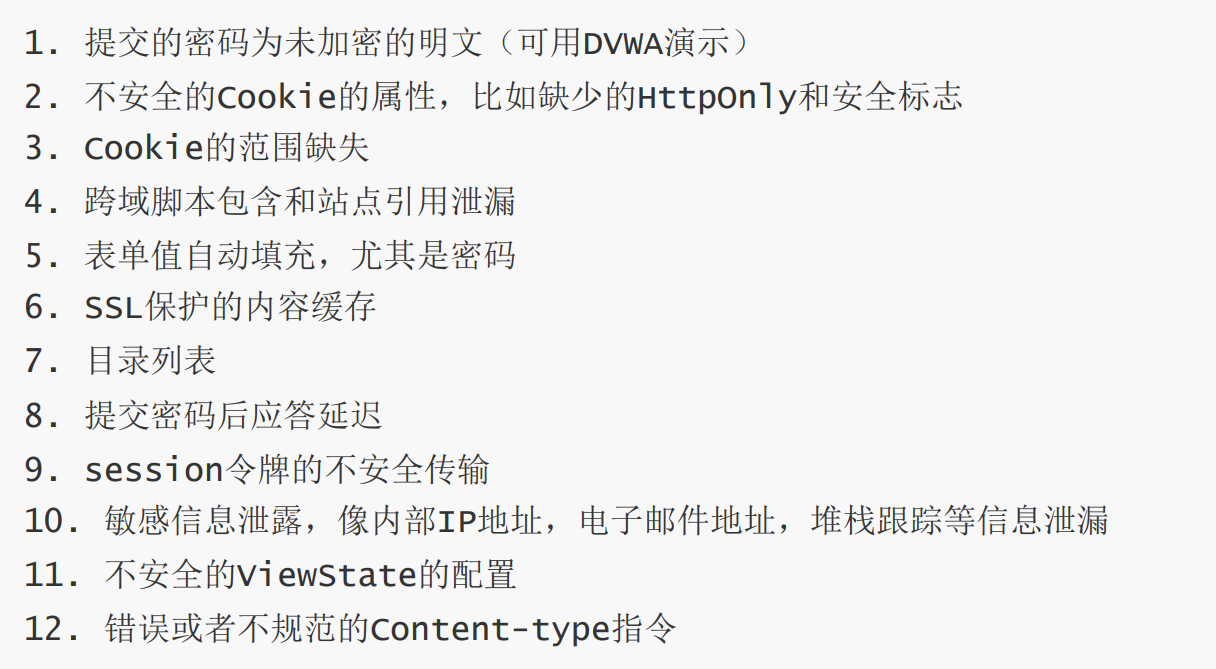 1. 提交的密码为未加密的明文（可用DVWA演示）
2. 不安全的Cookie的属性，比如缺少的HttpOnly和安全标志
3. Cookie的范围缺失
4. 跨域脚本包含和站点引用泄漏
5. 表单值自动填充，尤其是密码
6. SSL保护的内容缓存
7. 目录列表
8. 提交密码后应答延迟
9. session令牌的不安全传输
10. 敏感信息泄露，像内部IP地址，电子邮件地址，堆栈跟踪等信息泄漏
11. 不安全的ViewState的配置
12. 错误或者不规范的Content-type指令